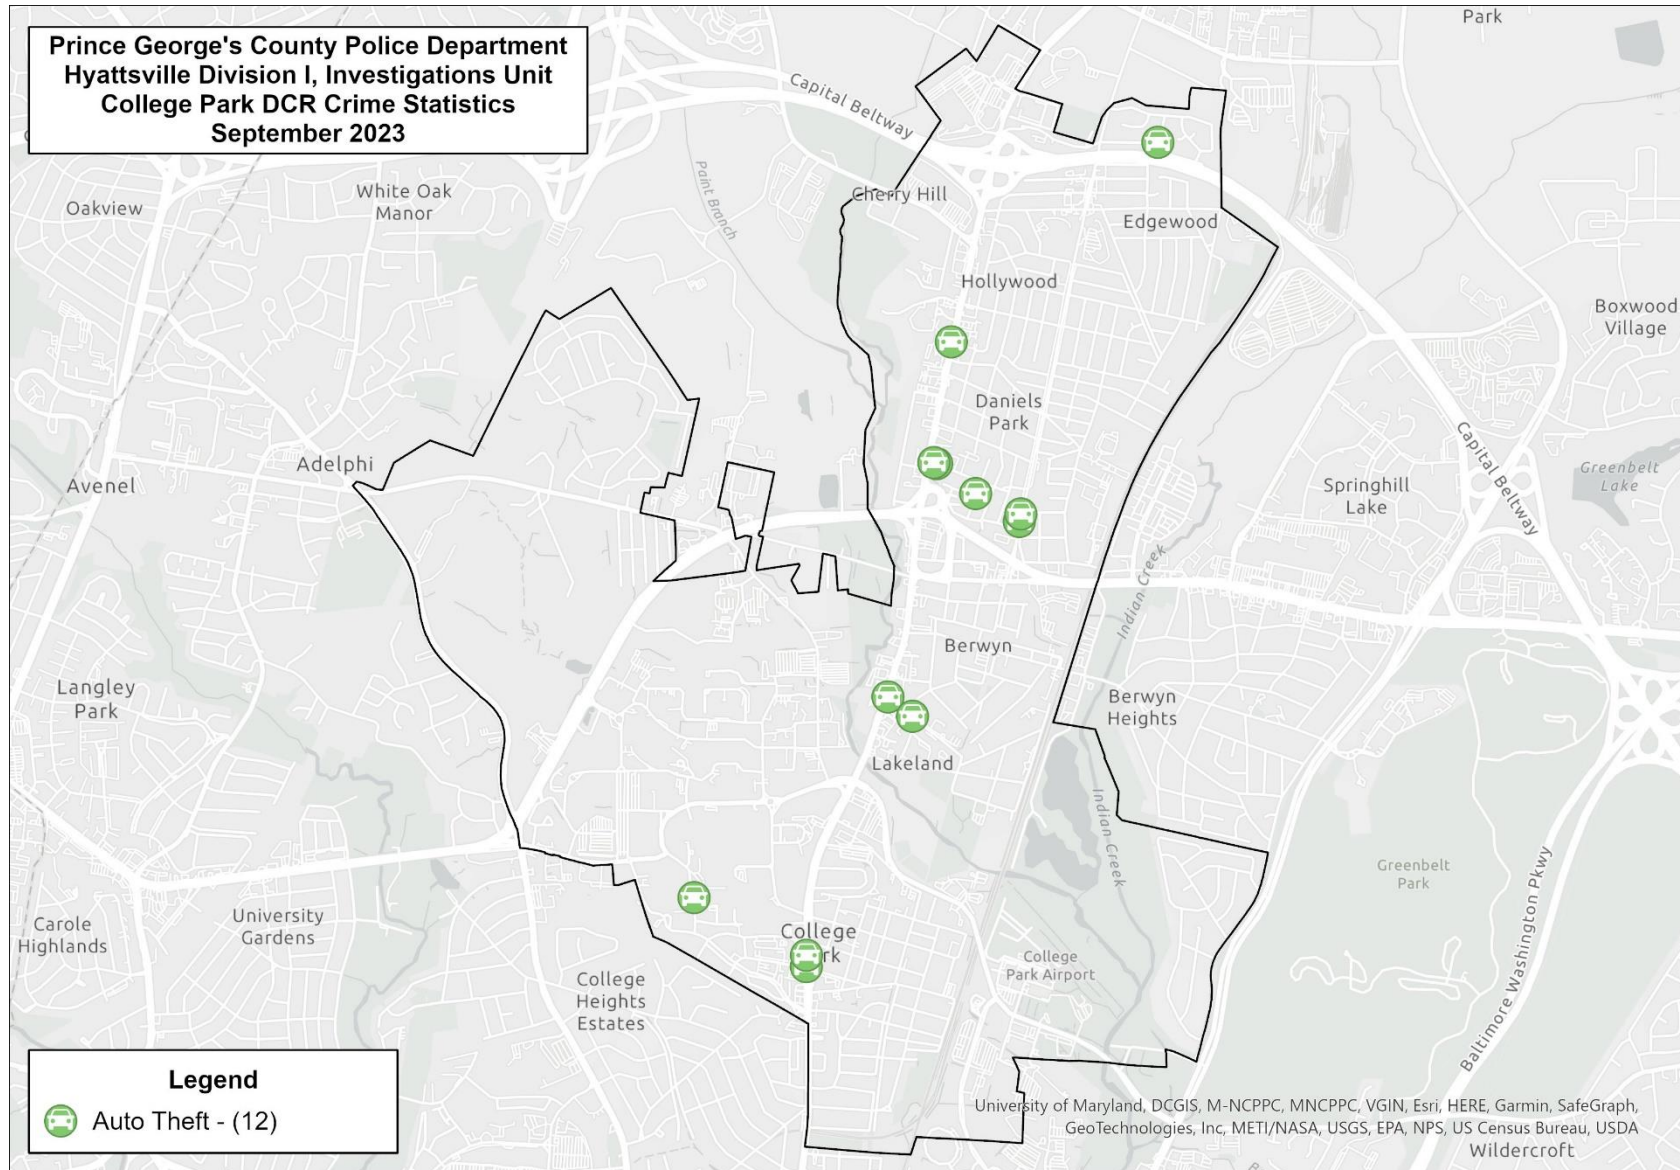 Prince George's County Police Department
Hyattsville Division I, Investigations Unit
College Park DCR Crime Statistics
September 2023
Park
Capital Beltway
Paint Branch
White Oak
Manor
Oakview
Cherry Hill
Edgewood
Hollywood
Boxwood
Village
Daniels
Park
Capital Beltway
Adelphi
Avenel
Springhill
Lake
Greenbelt
Lake
Indian Creek
Berwyn
Langley
Park
Berwyn
Heights
Lakeland
Indian Creek
Greenbelt
Park
Baltimore Washington Pkwy
Carole
Highlands
University
Gardens
College
rk
College
Park Airport
College
Heights
Estates
Legend
Auto Theft - (12)
University of Maryland, DCGIS, M-NCPPC, MNCPPC, VGIN, Esri, HERE, Garmin, SafeGraph,
GeoTechnologies, Inc, METI/NASA, USGS, EPA, NPS, US Census Bureau, USDA
Wildercroft